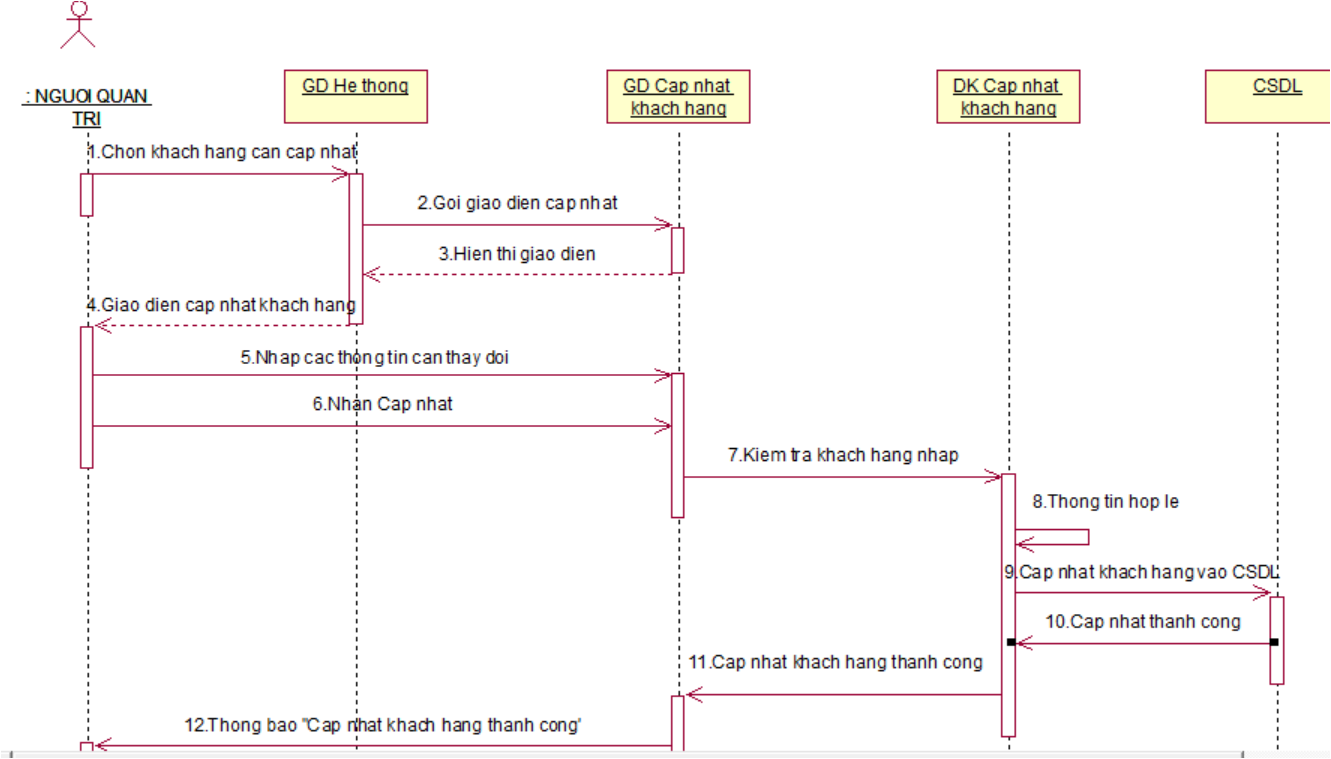 : NGUOI QUAN
TRI
GD He thong
GD Cap nhat
khach hang
DK Cap nhat
khach hang
CSDL
1.Chon khach hang can cap nhat
2.Goi giao dien cap nhat
3.Hien thi giao dien
4.Giao dien cap nhat khach hang
5.Nhap cac thong tin can thay doi
6.Nhan Cap nhat
7.Kiem tra khach hang nhap
8.Thong tin hop le
9.Cap nhat khach hang vao CSDL
10.Cap nhat thanh cong
11.Cap nhat khach hang thanh cong
12.Thong bao "Cap nhat khach hang thanh cong'